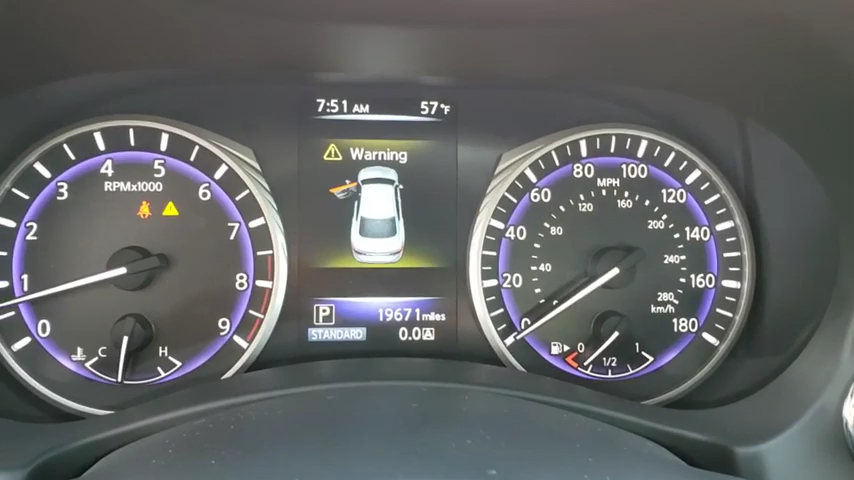 7:51 AM 57°F
Warning
0 1 2 3 4 5 6 7 8 9
RPMx1000
C H
P 19671 miles
STANDARD 0.0 A
0 20 40 60 80 100 120 140 160 180
MPH
40 80 120 160 200 240 280
km/h
0 1/2 1